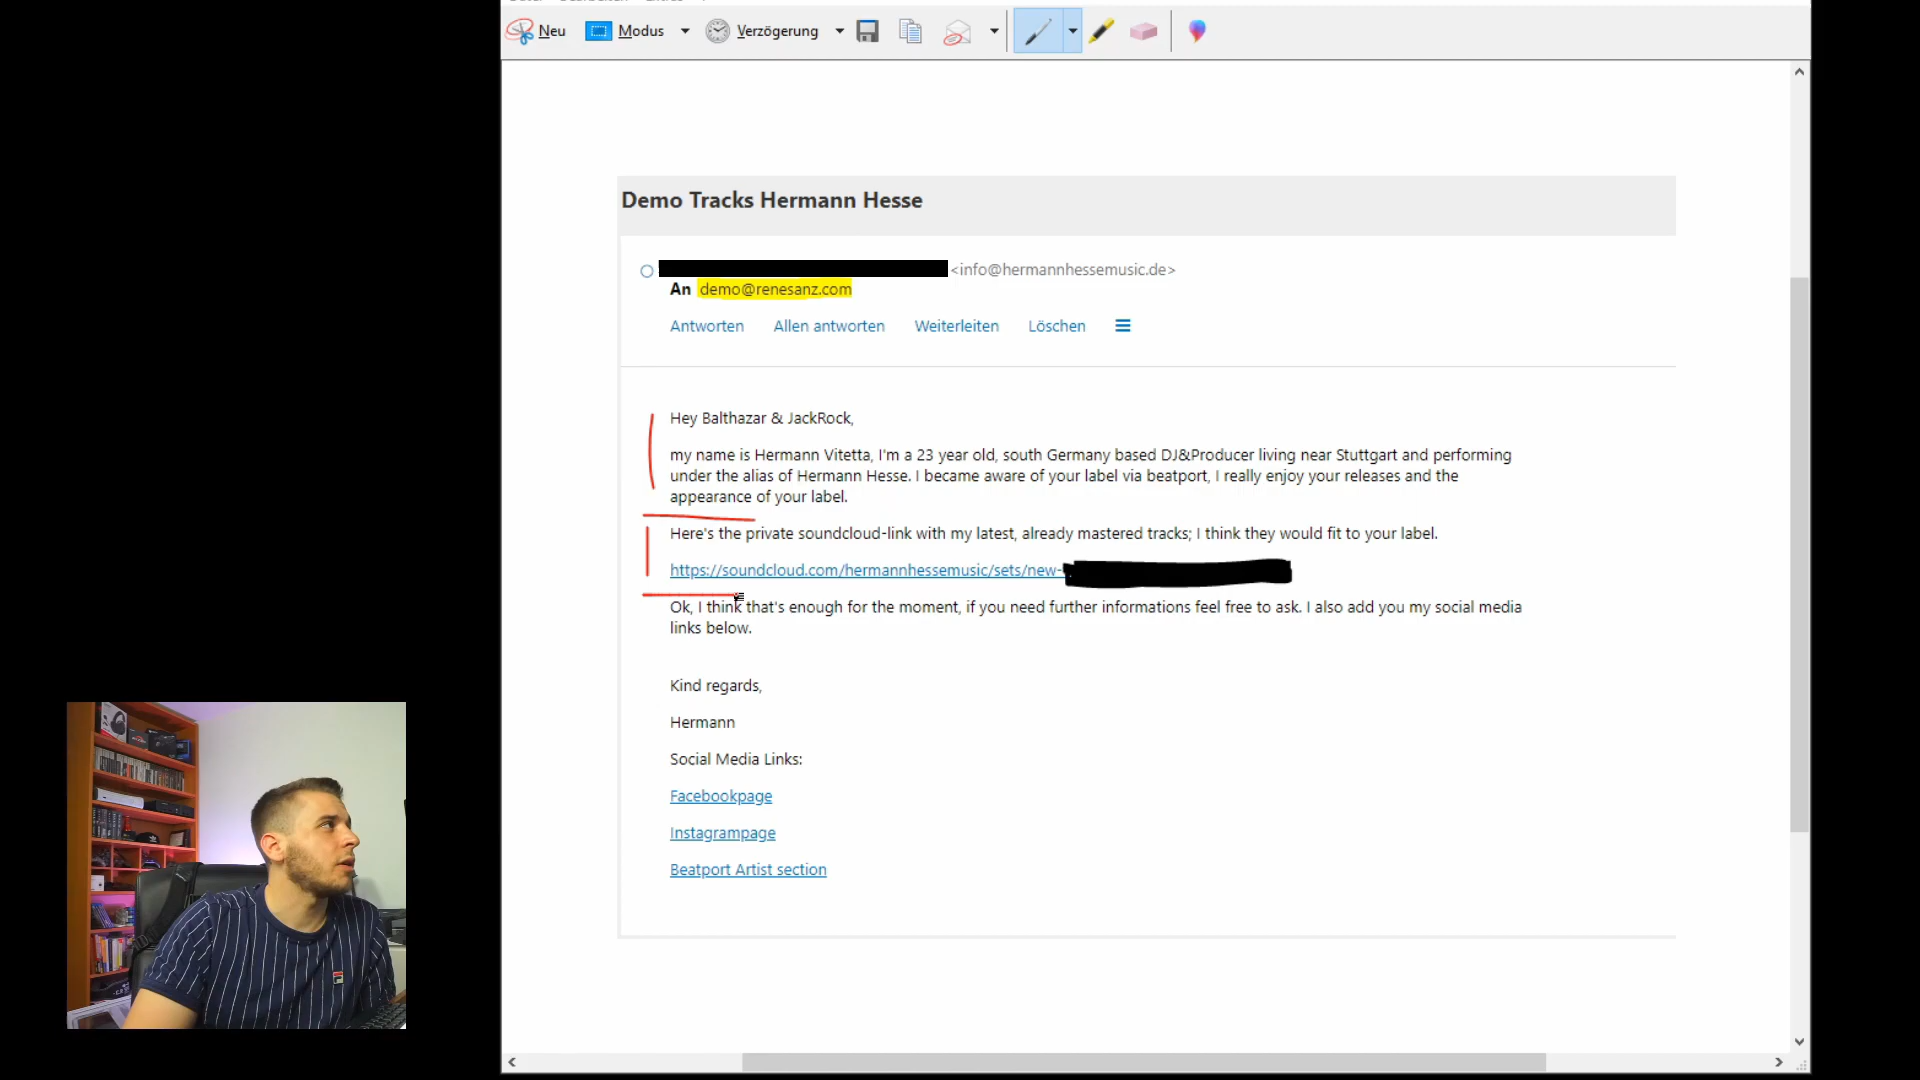 Neu Modus Verzögerung
Demo Tracks Hermann Hesse
<info@hermannhessemusic.de>
An demo@renesanz.com
Antworten Allen antworten Weiterleiten Löschen
Hey Balthazar & JackRock,
my name is Hermann Vitetta, I'm a 23 year old, south Germany based DJ&Producer living near Stuttgart and performing
under the alias of Hermann Hesse. I became aware of your label via beatport, I really enjoy your releases and the
appearance of your label.
Here's the private soundcloud-link with my latest, already mastered tracks; I think they would fit to your label.
https://soundcloud.com/hermannhessemusic/sets/new-
Ok, I think that's enough for the moment, if you need further informations feel free to ask. I also add you my social media
links below.
Kind regards,
Hermann
Social Media Links:
Facebookpage
Instagrampage
Beatport Artist section